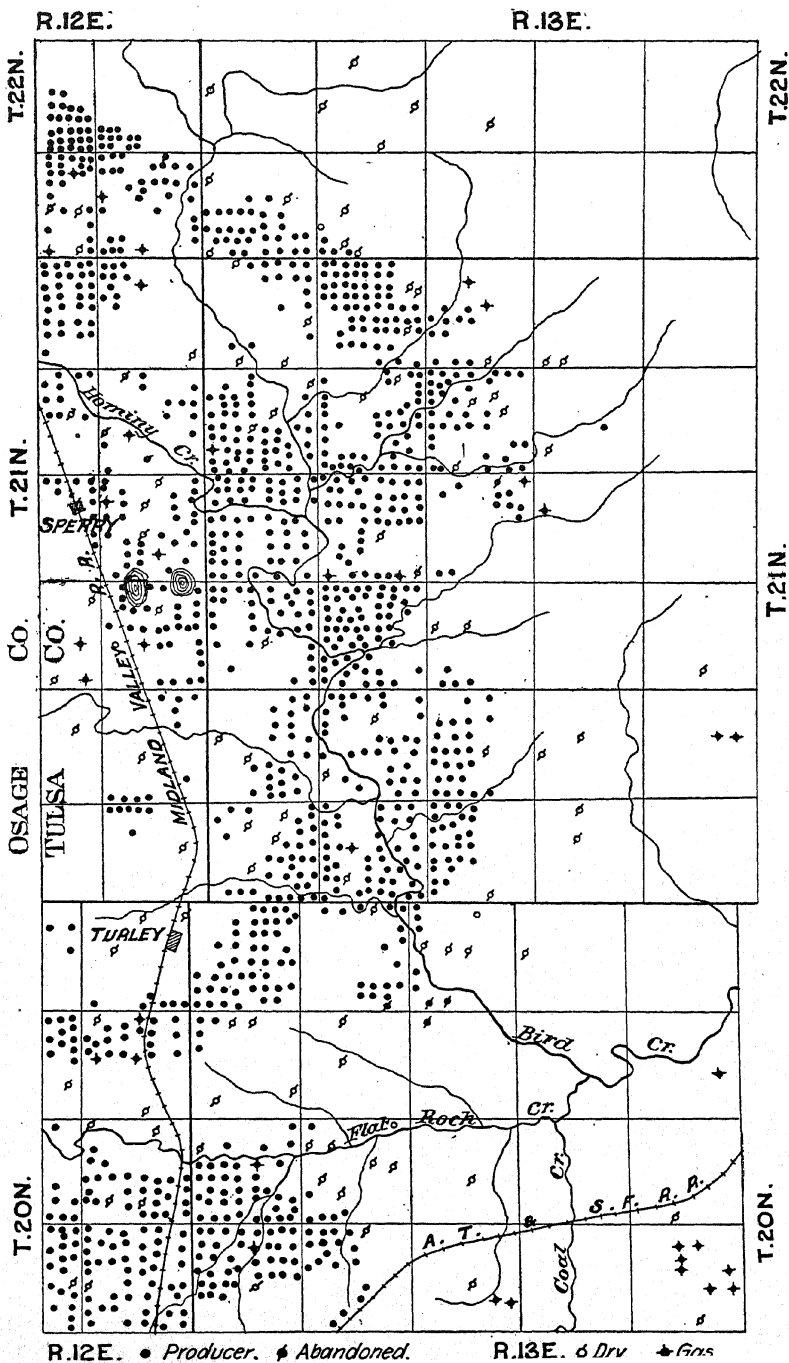 R.12E. R.13E.
T.22N. T.22N.
Hominy Cr.
T.21N.
SPERRY
T.21N.
R. R.
Co. Co.
VALLEY
MIDLAND
OSAGE TULSA
TURLEY
Bird Cr.
Flat Rock Cr.
Cr.
S. F. R. R.
A. T. &
T.20N. T.20N.
Coal
R.12E. Producer. Abandoned. R.13E. Dry Gas